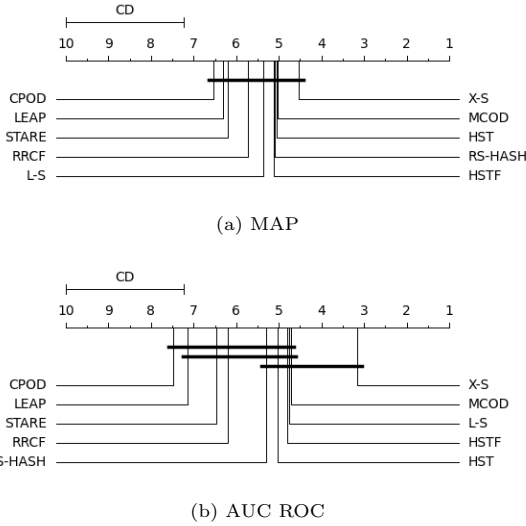 CD
10 9 8 7 6 5 4 3 2 1
CPOD X-S
LEAP MCOD
STARE HST
RRCF RS-HASH
L-S HSTF
(a) MAP
CD
10 9 8 7 6 5 4 3 2 1
CPOD X-S
LEAP MCOD
STARE L-S
RRCF HSTF
S-HASH HST
(b) AUC ROC